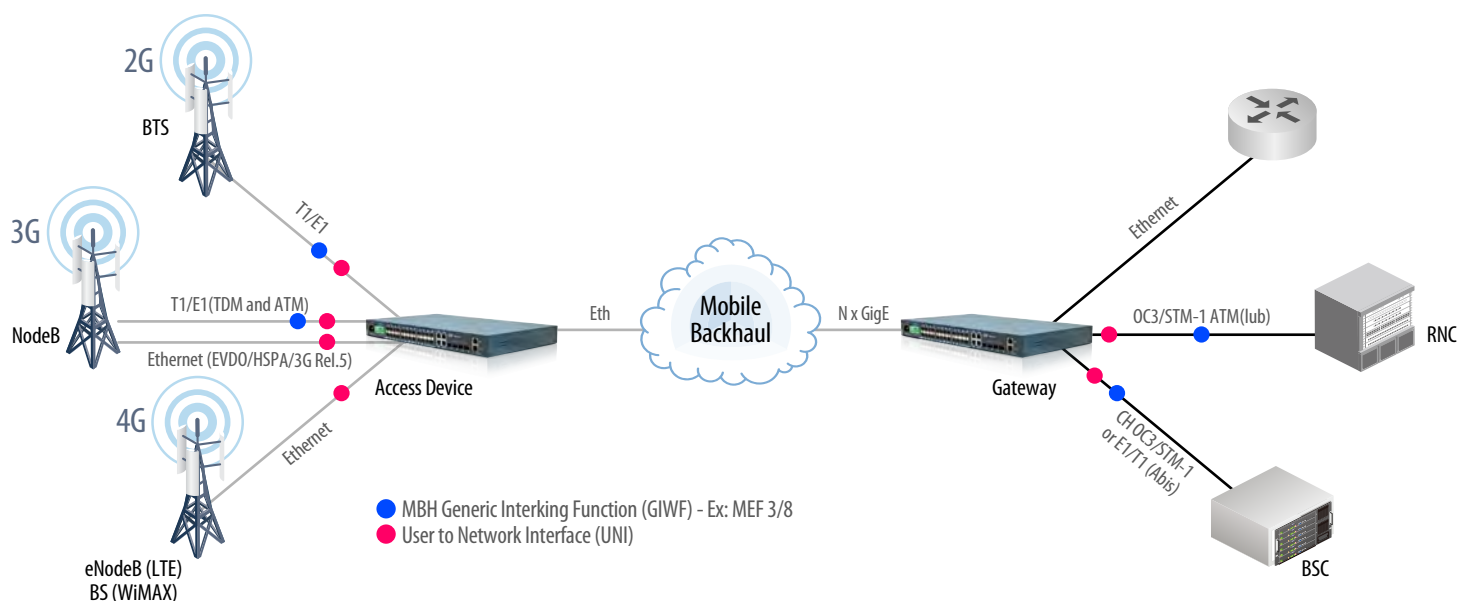 2G
BTS
T1/E1
3G
NodeB
T1/E1(TDM and ATM)
Ethernet (EVDO/HSPA/3G Rel.5)
4G
Ethernet
eNodeB (LTE)
BS (WiMAX)
Access Device
Eth
Mobile
Backhaul
N x GigE
Gateway
Ethernet
OC3/STM-1 ATM(lub)
RNC
CH OC3/STM-1
or E1/T1 (Abis)
BSC
MBH Generic Interking Function (GIWF) - Ex: MEF 3/8
User to Network Interface (UNI)